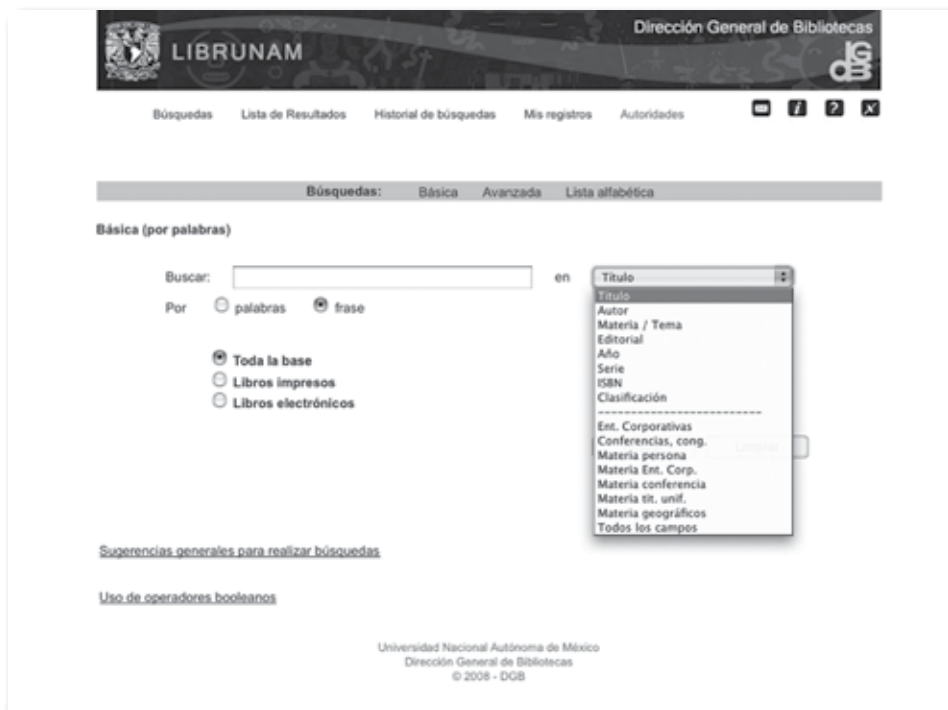 Dirección General de Bibliotecas
LIBRUNAM
Búsquedas Lista de Resultados Historial de búsquedas Mis registros Autoridades
Búsquedas: Básica Avanzada Lista alfabética
Básica (por palabras)
Buscar: en Título
Por palabras frase
Título
Autor
Materia / Tema
Editorial
Año
Serie
ISBN
Clasificación
Ent. Corporativas
Conferencias, cong.
Materia persona
Materia Ent. Corp.
Materia conferencia
Materia tit. unif.
Materia geográficos
Todos los campos
Toda la base
Libros impresos
Libros electrónicos
Sugerencias generales para realizar búsquedas
Uso de operadores booleanos
Universidad Nacional Autónoma de México
Dirección General de Bibliotecas
© 2008 - DGB